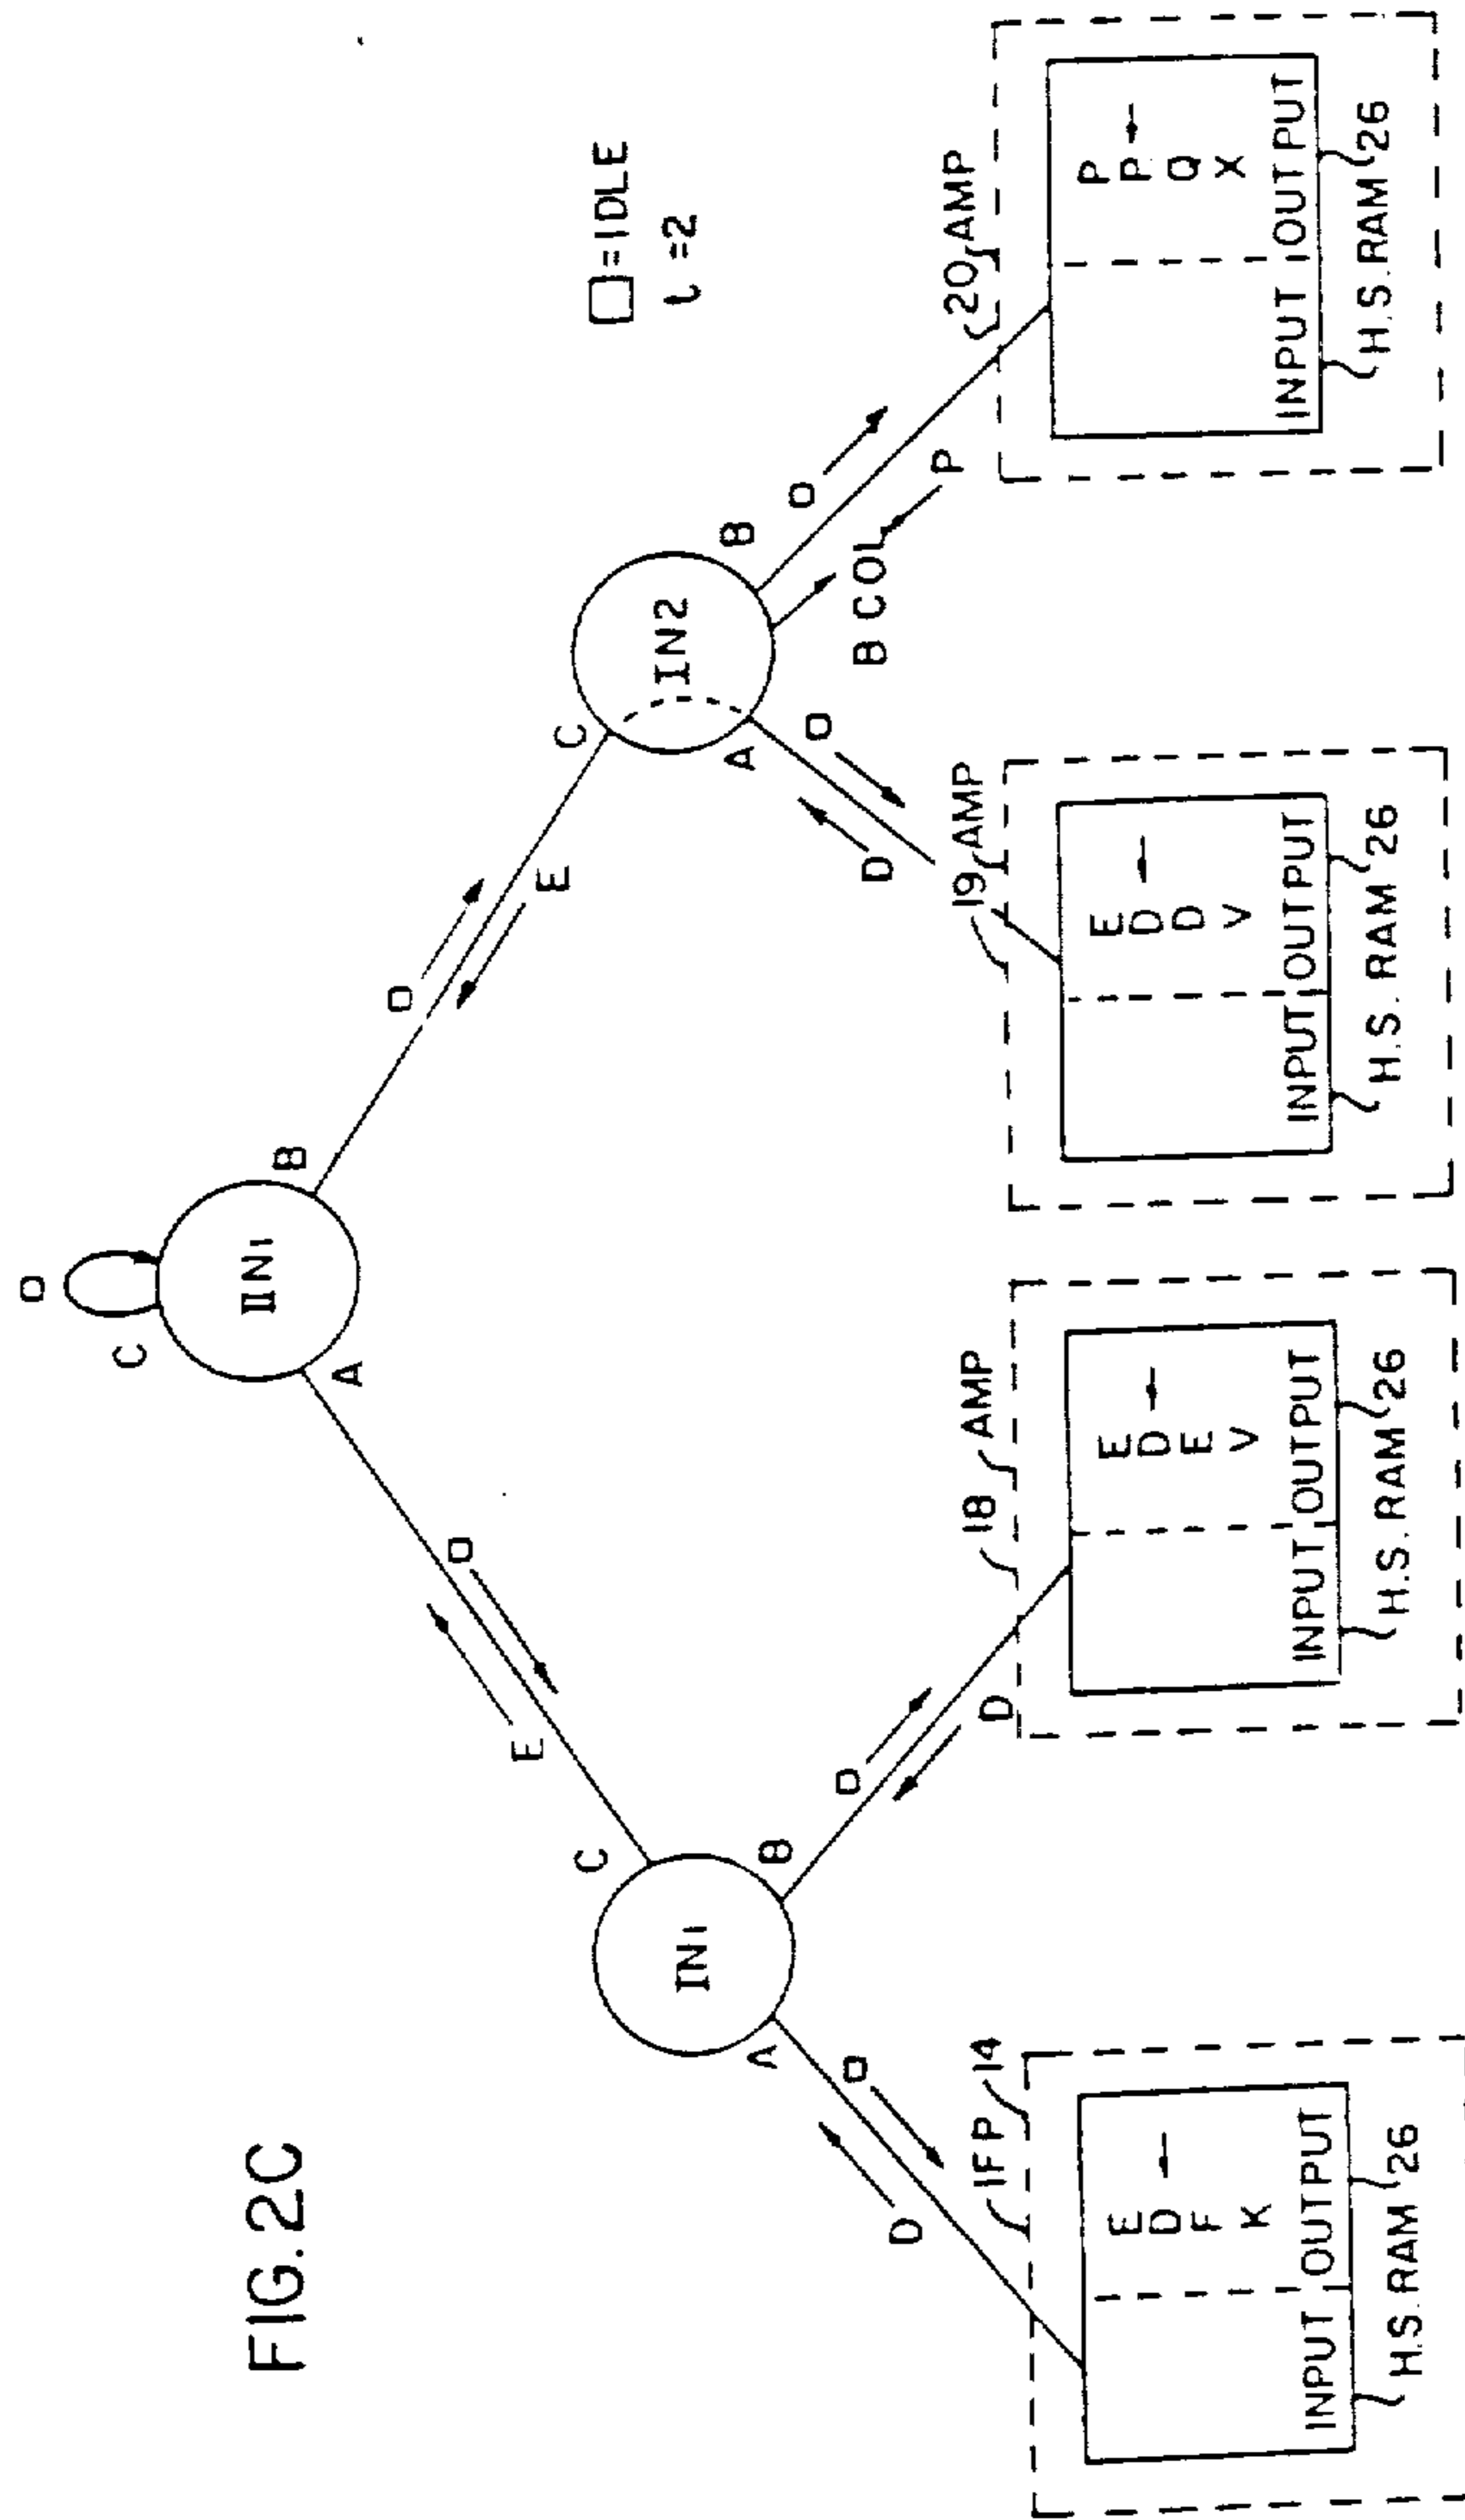 FIG. 2C
□
C
IIN1
A
B
□=IDLE
t =2
E
□
□
E
C
IN1
A
B
C
IN2
A
B
D
□
□
D
D
□
B COL
□
P
IFP 14
18 AMP
19 AMP
20 AMP
E
D
F
K
INPUT
OUTPUT
H.S. RAM 26
E
D
E
V
INPUT
OUTPUT
H.S. RAM 26
E
D
D
V
INPUT
OUTPUT
H.S. RAM 26
P
P
Q
X
INPUT
OUTPUT
H.S. RAM 26